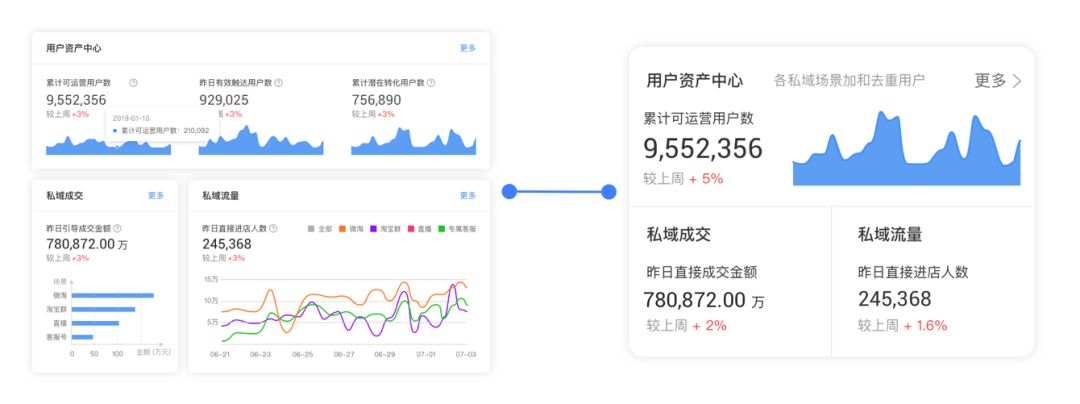 用户资产中心 更多
累计可运营用户数 昨日有效触达用户数 累计潜在转化用户数
9,552,356 929,025 756,890
较上周 +3% +3% 较上周 +3%
2019-01-10
累计可运营用户数：210,092
私域成交 更多
昨日引导成交金额
780,872.00 万
较上周 +3%
场景
微淘
淘宝群
直播
客服号
0 50 100 金额 (万元)
私域流量 更多
昨日直接进店人数 全部 微淘 淘宝群 直播 专属客服
245,368
较上周 +3%
15万
10万
5万
06-21 06-23 06-25 06-27 06-29 07-01 07-03
用户资产中心 各私域场景加和去重用户 更多
累计可运营用户数
9,552,356
较上周 + 5%
私域成交
昨日直接成交金额
780,872.00 万
较上周 + 2%
私域流量
昨日直接进店人数
245,368
较上周 + 1.6%